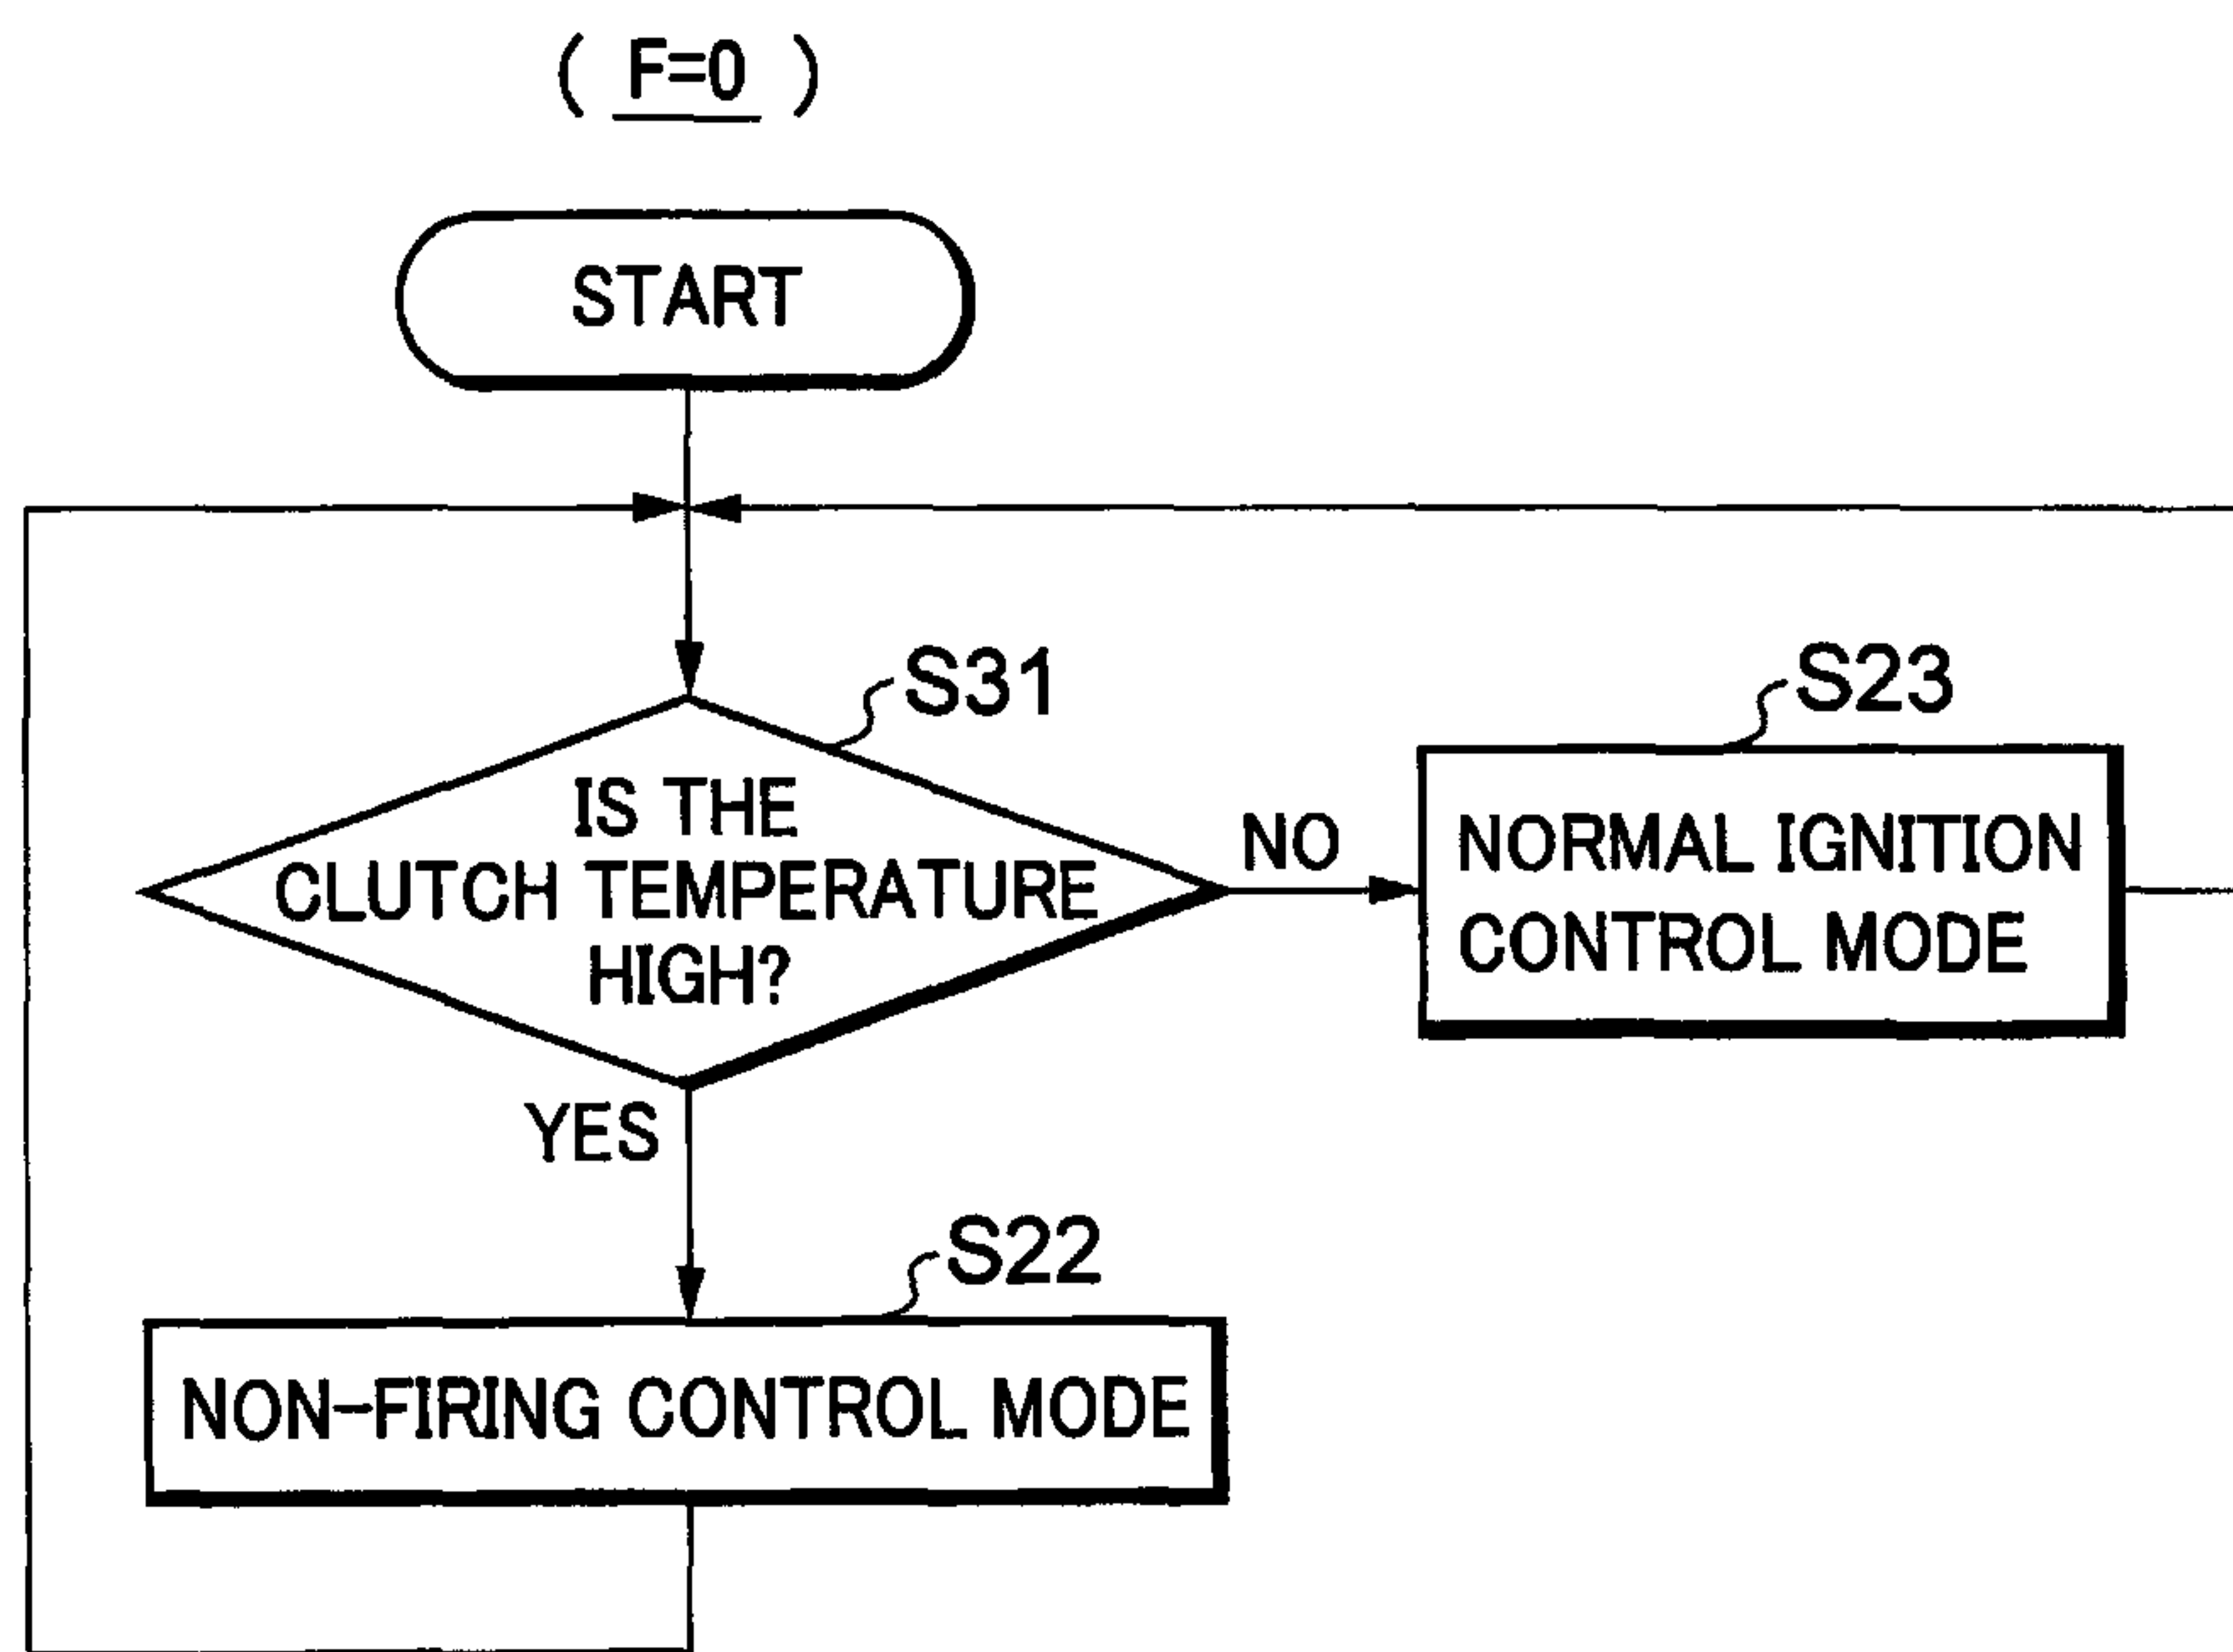 ( F=0 )
START
S31
IS THE
CLUTCH TEMPERATURE
HIGH?
NO
S23
NORMAL IGNITION
CONTROL MODE
YES
S22
NON-FIRING CONTROL MODE